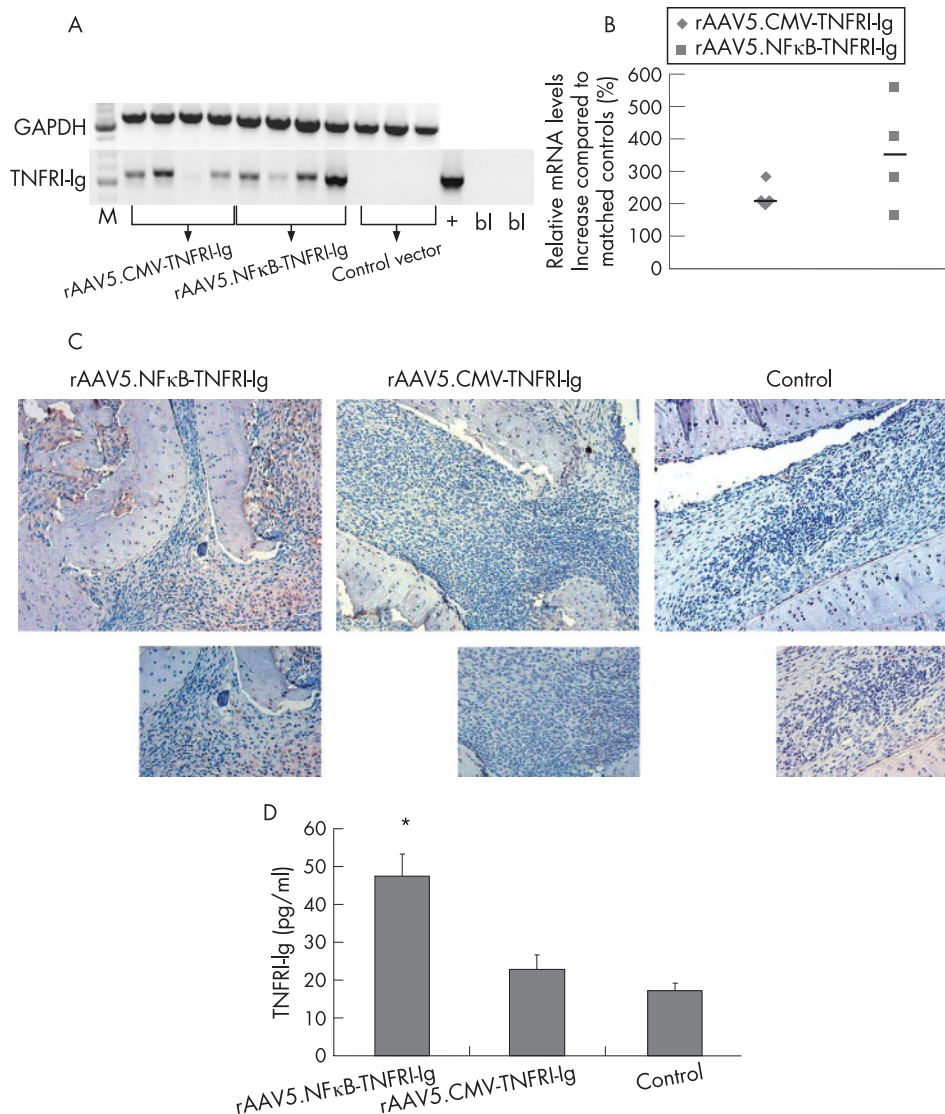 A
GAPDH
TNFRI-Ig
M
+
bl
bl
rAAV5.CMV-TNFRI-Ig
rAAV5.NFκB-TNFRI-Ig
Control vector
B
rAAV5.CMV-TNFRI-Ig
rAAV5.NFκB-TNFRI-Ig
Relative mRNA levels
Increase compared to
matched controls (%)
600
500
400
300
200
100
0
C
rAAV5.NFκB-TNFRI-Ig
rAAV5.CMV-TNFRI-Ig
Control
D
TNFRI-Ig (pg/ml)
60
50
40
30
20
10
0
*
rAAV5.NFκB-TNFRI-Ig
rAAV5.CMV-TNFRI-Ig
Control